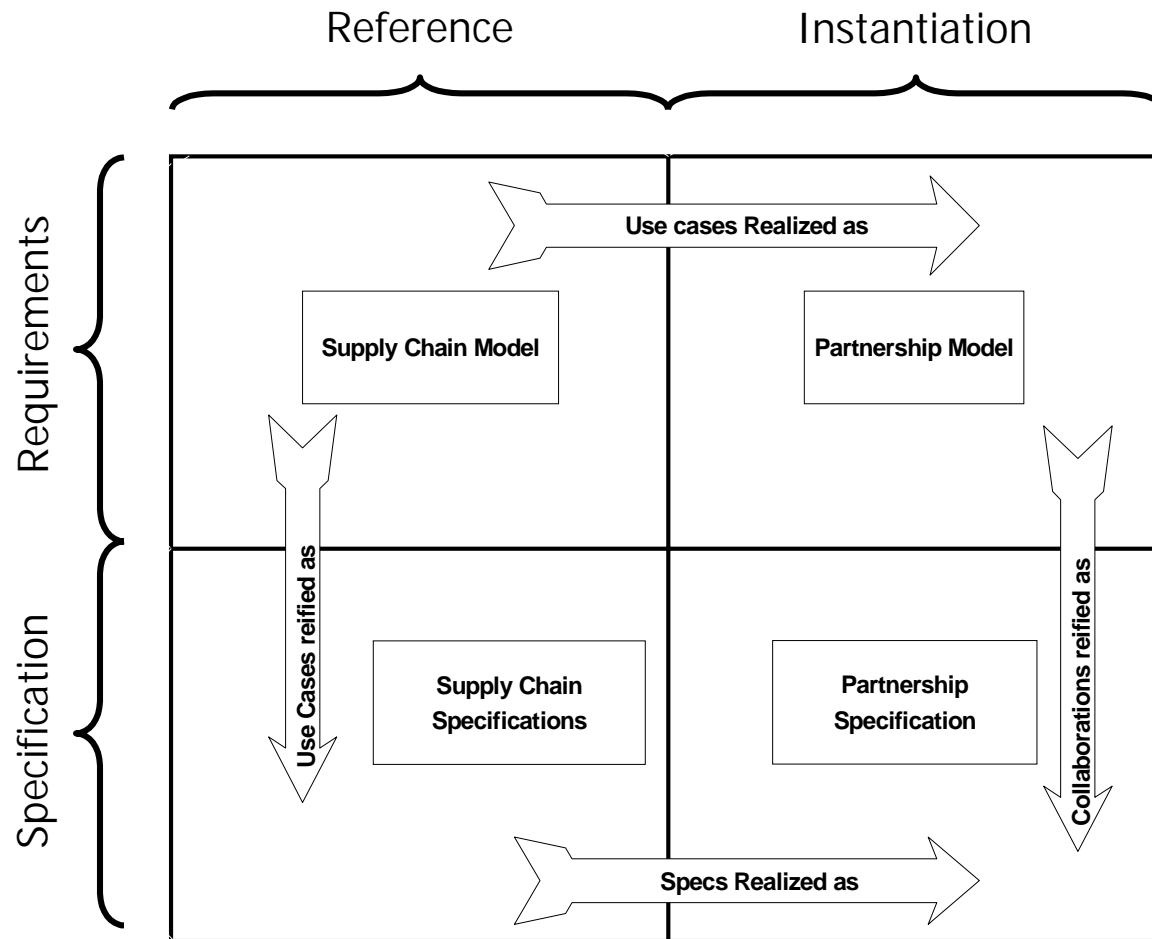 Reference
Instantiation
Requirements
Use cases Realized as
Supply Chain Model
Partnership Model
Use Cases reified as
Collaborations reified as
Specification
Supply Chain
Specifications
Partnership
Specification
Specs Realized as